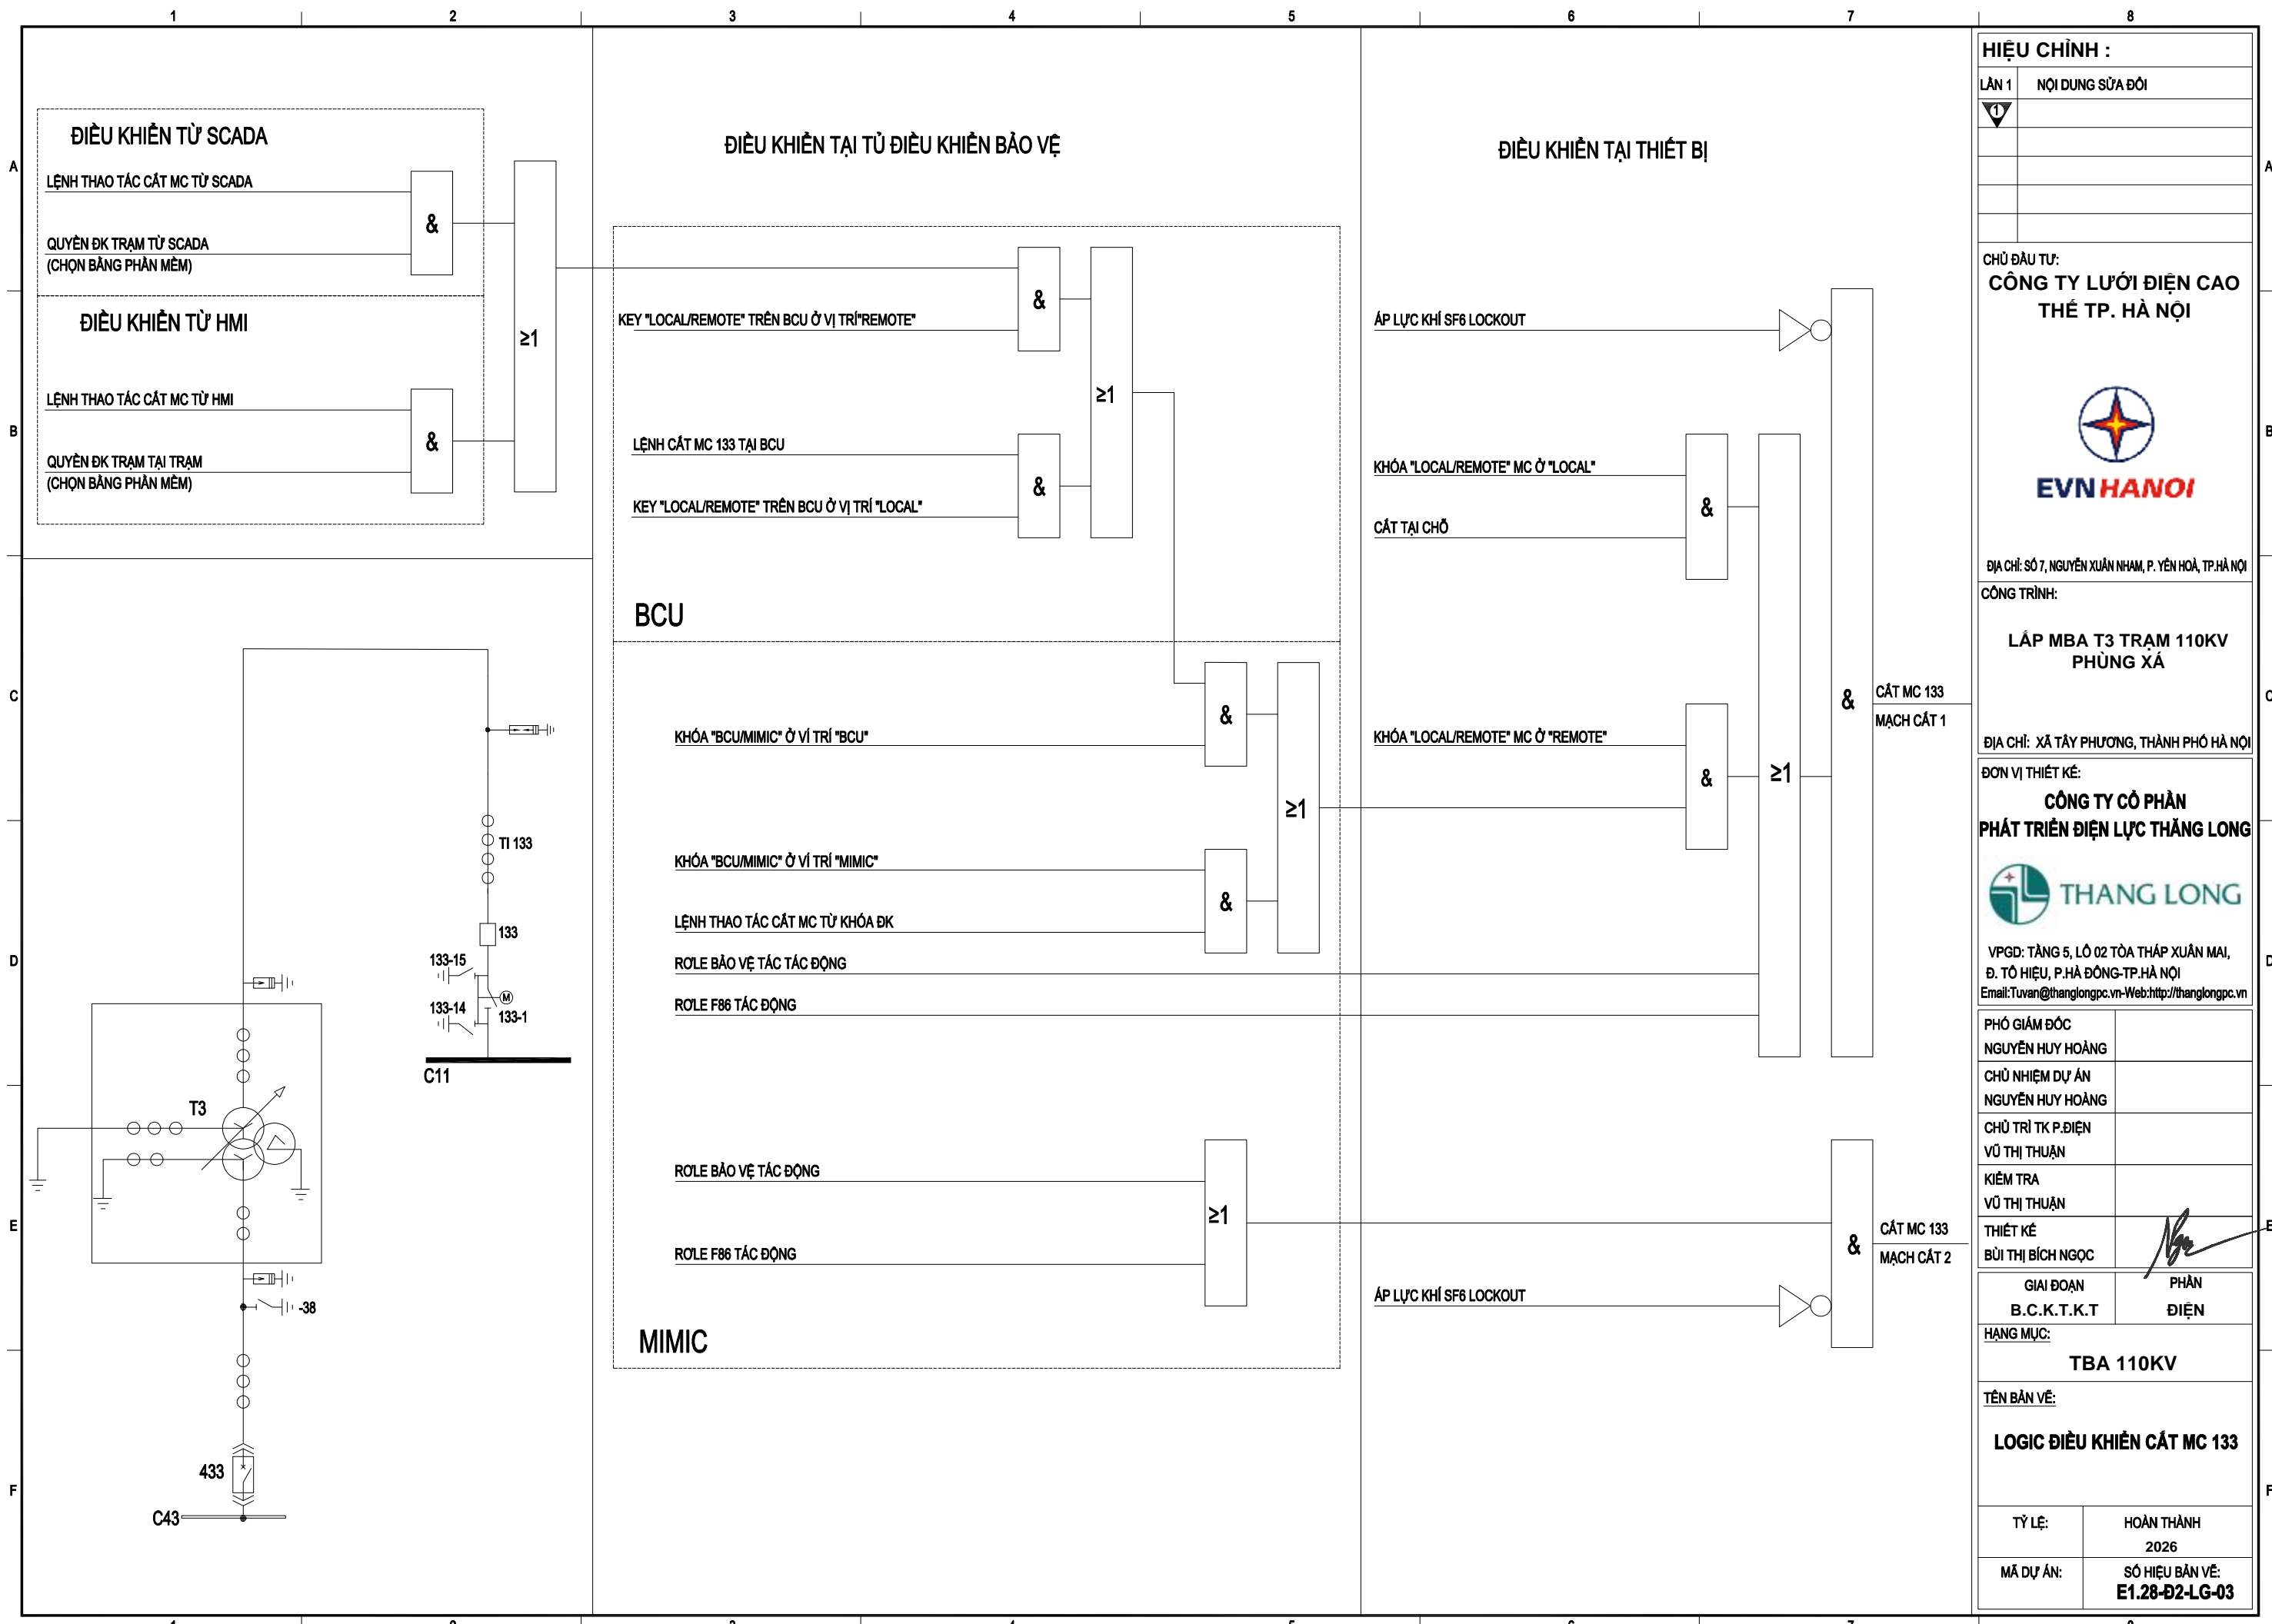 1 2 3 4 5 6 7 8
A
B
C
D
E
F
ĐIỀU KHIỂN TỪ SCADA
LỆNH THAO TÁC CẮT MC TỪ SCADA
QUYỀN ĐK TRẠM TỪ SCADA
(CHỌN BẰNG PHẦN MỀM)
&
ĐIỀU KHIỂN TỪ HMI
LỆNH THAO TÁC CẮT MC TỪ HMI
QUYỀN ĐK TRẠM TẠI TRẠM
(CHỌN BẰNG PHẦN MỀM)
&
≥1
TI 133
133
133-15
M
133-14
133-1
C11
T3
-38
433
C43
ĐIỀU KHIỂN TẠI TỦ ĐIỀU KHIỂN BẢO VỆ
KEY "LOCAL/REMOTE" TRÊN BCU Ở VỊ TRÍ"REMOTE"
&
LỆNH CẮT MC 133 TẠI BCU
KEY "LOCAL/REMOTE" TRÊN BCU Ở VỊ TRÍ "LOCAL"
&
≥1
BCU
KHÓA "BCU/MIMIC" Ở VÍ TRÍ "BCU"
&
KHÓA "BCU/MIMIC" Ở VÍ TRÍ "MIMIC"
LỆNH THAO TÁC CẮT MC TỪ KHÓA ĐK
&
≥1
RƠLE BẢO VỆ TÁC TÁC ĐỘNG
RƠLE F86 TÁC ĐỘNG
RƠLE BẢO VỆ TÁC ĐỘNG
RƠLE F86 TÁC ĐỘNG
≥1
MIMIC
ĐIỀU KHIỂN TẠI THIẾT BỊ
ÁP LỰC KHÍ SF6 LOCKOUT
KHÓA "LOCAL/REMOTE" MC Ở "LOCAL"
CẮT TẠI CHỖ
&
KHÓA "LOCAL/REMOTE" MC Ở "REMOTE"
&
≥1
&
CẮT MC 133
MẠCH CẮT 1
ÁP LỰC KHÍ SF6 LOCKOUT
&
CẮT MC 133
MẠCH CẮT 2
HIỆU CHỈNH :
LẦN 1 NỘI DUNG SỬA ĐỔI
1
CHỦ ĐẦU TƯ:
CÔNG TY LƯỚI ĐIỆN CAO
THẾ TP. HÀ NỘI
EVNHANOI
ĐỊA CHỈ: SỐ 7, NGUYỄN XUÂN NHAM, P. YÊN HOÀ, TP.HÀ NỘI
CÔNG TRÌNH:
LẮP MBA T3 TRẠM 110KV
PHÙNG XÁ
ĐỊA CHỈ: XÃ TÂY PHƯƠNG, THÀNH PHỐ HÀ NỘI
ĐƠN VỊ THIẾT KẾ:
CÔNG TY CỔ PHẦN
PHÁT TRIỂN ĐIỆN LỰC THĂNG LONG
THANG LONG
VPGD: TẦNG 5, LÔ 02 TÒA THÁP XUÂN MAI,
Đ. TÔ HIỆU, P.HÀ ĐÔNG-TP.HÀ NỘI
Email:Tuvan@thanglongpc.vn-Web:http://thanglongpc.vn
PHÓ GIÁM ĐỐC
NGUYỄN HUY HOÀNG
CHỦ NHIỆM DỰ ÁN
NGUYỄN HUY HOÀNG
CHỦ TRÌ TK P.ĐIỆN
VŨ THỊ THUẬN
KIỂM TRA
VŨ THỊ THUẬN
THIẾT KẾ
BÙI THỊ BÍCH NGỌC
GIAI ĐOẠN PHẦN
B.C.K.T.K.T ĐIỆN
HẠNG MỤC:
TBA 110KV
TÊN BẢN VẼ:
LOGIC ĐIỀU KHIỂN CẮT MC 133
TỶ LỆ: HOÀN THÀNH
2026
MÃ DỰ ÁN: SỐ HIỆU BẢN VẼ:
E1.28-Đ2-LG-03
A
B
C
D
E
F